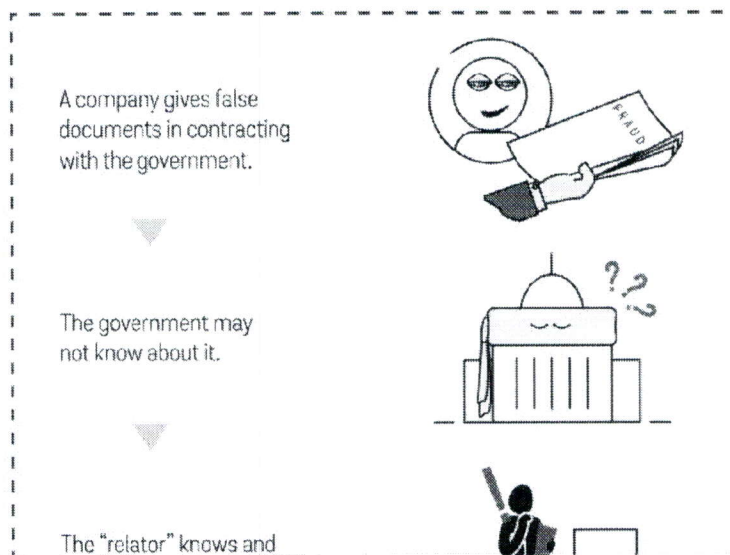 A company gives false
documents in contracting
with the government.
FRAUD
The government may
not know about it.
???
The "relator" knows and